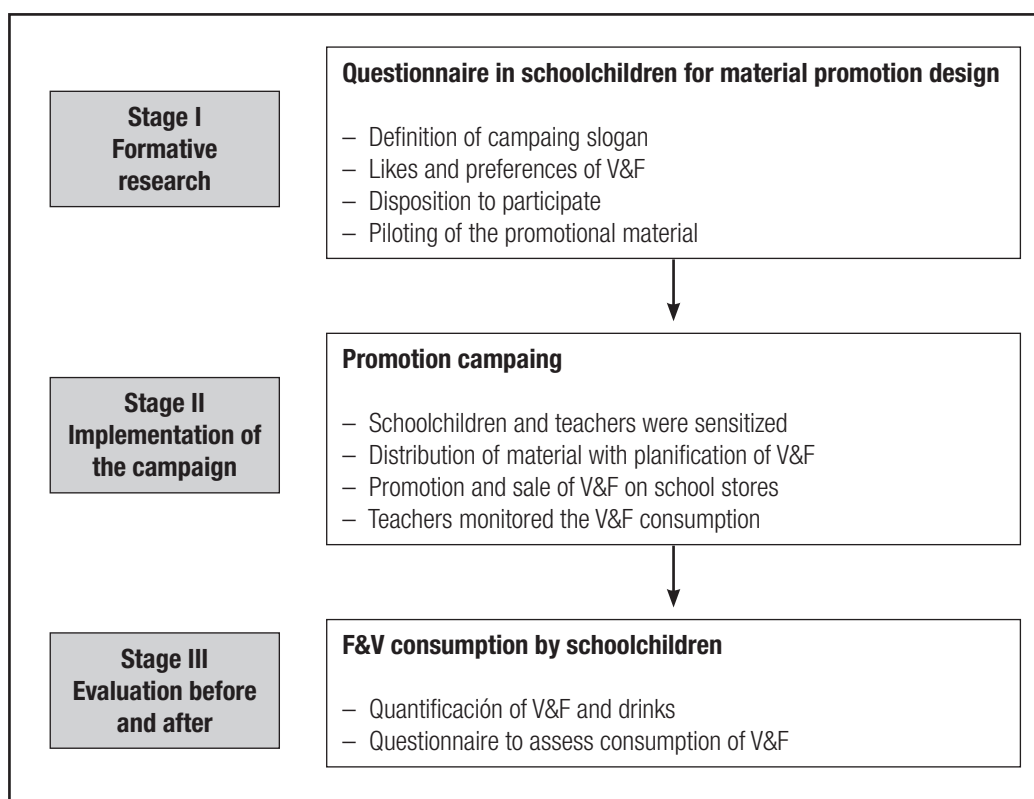 Stage I
Formative
research
Questionnaire in schoolchildren for material promotion design
– Definition of campaing slogan
– Likes and preferences of V&F
– Disposition to participate
– Piloting of the promotional material
Stage II
Implementation of
the campaign
Promotion campaing
– Schoolchildren and teachers were sensitized
– Distribution of material with planification of V&F
– Promotion and sale of V&F on school stores
– Teachers monitored the V&F consumption
Stage III
Evaluation before
and after
F&V consumption by schoolchildren
– Quantificación of V&F and drinks
– Questionnaire to assess consumption of V&F